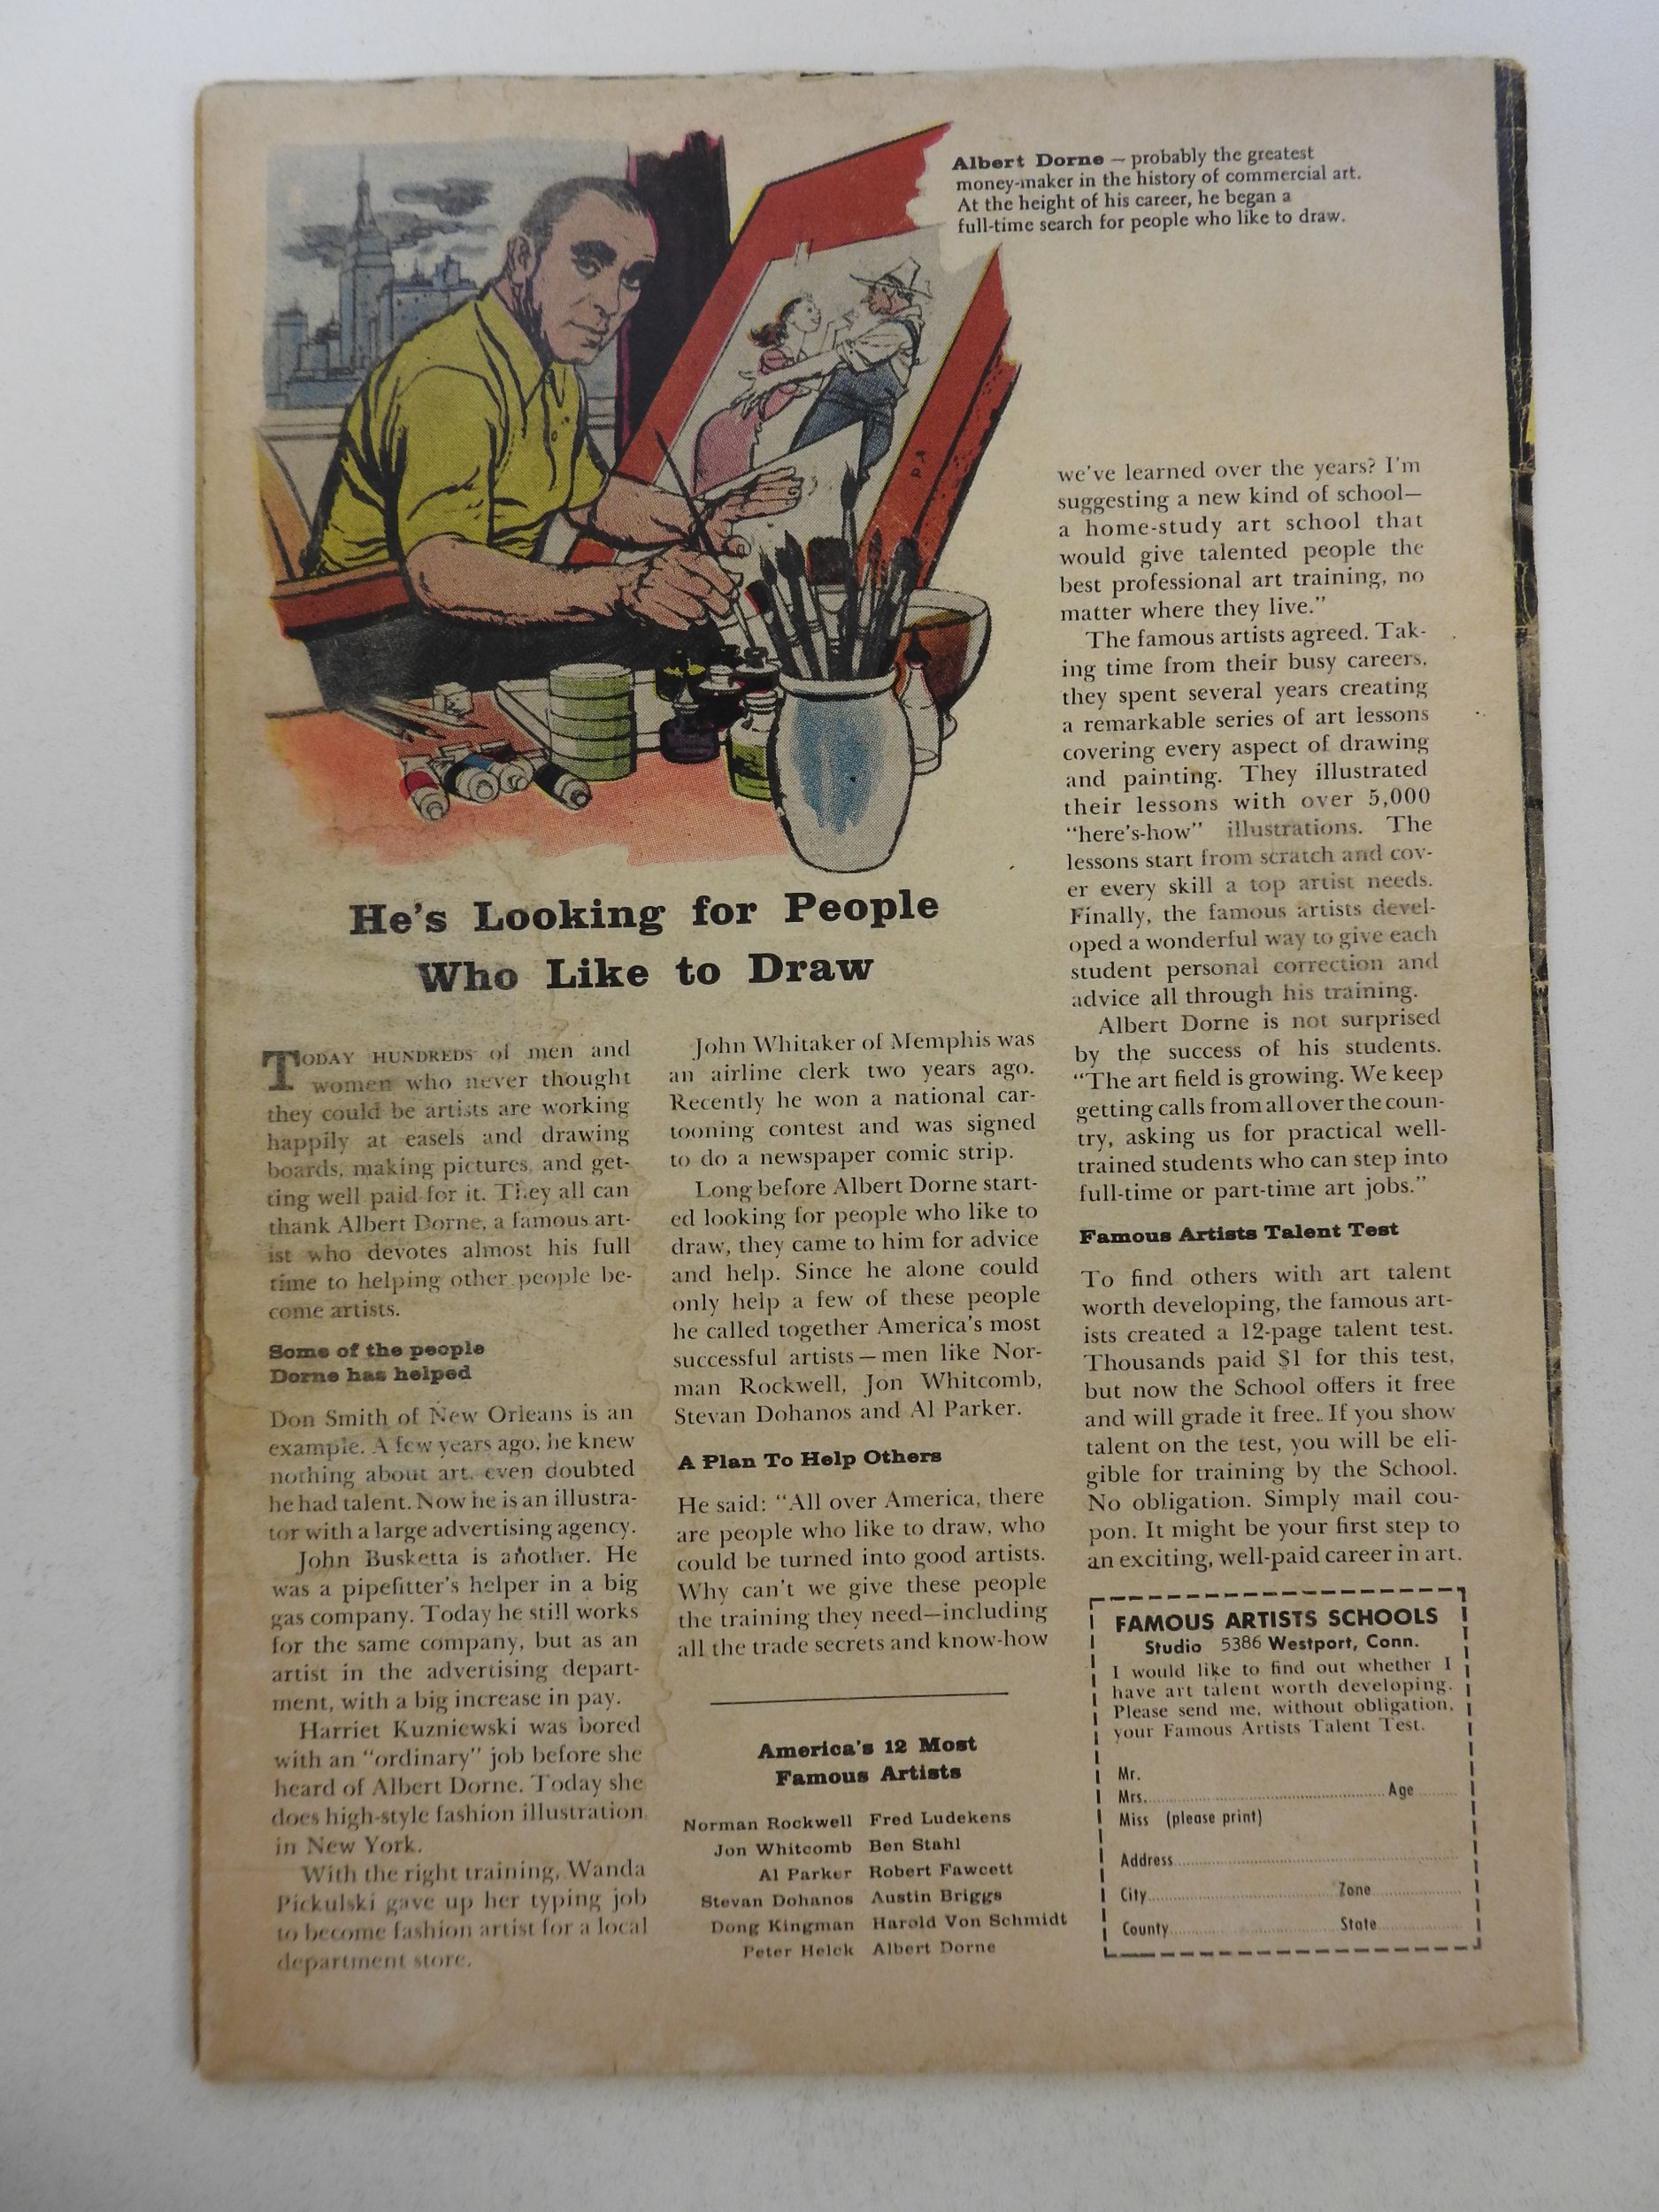 Albert Dorne — probably the greatest
money-maker in the history of commercial art.
At the height of his career, he began a
full-time search for people who like to draw.
He's Looking for People
Who Like to Draw
TODAY HUNDREDS of men and
women who never thought
they could be artists are working
happily at easels and drawing
boards, making pictures, and get-
ting well paid for it. They all can
thank Albert Dorne, a famous art-
ist who devotes almost his full
time to helping other people be-
come artists.
Some of the people
Dorne has helped
Don Smith of New Orleans is an
example. A few years ago, he knew
nothing about art, even doubted
he had talent. Now he is an illustra-
tor with a large advertising agency.
John Busketta is another. He
was a pipefitter's helper in a big
gas company. Today he still works
for the same company, but as an
artist in the advertising depart-
ment, with a big increase in pay.
Harriet Kuzniewski was bored
with an "ordinary" job before she
heard of Albert Dorne. Today she
does high-style fashion illustration
in New York.
With the right training, Wanda
Pickulski gave up her typing job
to become fashion artist for a local
department store.
John Whitaker of Memphis was
an airline clerk two years ago.
Recently he won a national car-
tooning contest and was signed
to do a newspaper comic strip.
Long before Albert Dorne start-
ed looking for people who like to
draw, they came to him for advice
and help. Since he alone could
only help a few of these people
he called together America's most
successful artists — men like Nor-
man Rockwell, Jon Whitcomb,
Stevan Dohanos and Al Parker.
A Plan To Help Others
He said: "All over America, there
are people who like to draw, who
could be turned into good artists.
Why can't we give these people
the training they need—including
all the trade secrets and know-how
America's 12 Most
Famous Artists
Norman Rockwell Fred Ludekens
Jon Whitcomb Ben Stahl
Al Parker Robert Fawcett
Stevan Dohanos Austin Briggs
Dong Kingman Harold Von Schmidt
Peter Helck Albert Dorne
we've learned over the years? I'm
suggesting a new kind of school—
a home-study art school that
would give talented people the
best professional art training, no
matter where they live."
The famous artists agreed. Tak-
ing time from their busy careers,
they spent several years creating
a remarkable series of art lessons
covering every aspect of drawing
and painting. They illustrated
their lessons with over 5,000
"here's-how" illustrations. The
lessons start from scratch and cov-
er every skill a top artist needs.
Finally, the famous artists devel-
oped a wonderful way to give each
student personal correction and
advice all through his training.
Albert Dorne is not surprised
by the success of his students.
"The art field is growing. We keep
getting calls from all over the coun-
try, asking us for practical well-
trained students who can step into
full-time or part-time art jobs."
Famous Artists Talent Test
To find others with art talent
worth developing, the famous art-
ists created a 12-page talent test.
Thousands paid $1 for this test,
but now the School offers it free
and will grade it free. If you show
talent on the test, you will be eli-
gible for training by the School.
No obligation. Simply mail cou-
pon. It might be your first step to
an exciting, well-paid career in art.
FAMOUS ARTISTS SCHOOLS
Studio 5386 Westport, Conn.
I would like to find out whether I
have art talent worth developing.
Please send me, without obligation,
your Famous Artists Talent Test.
Mr.
Mrs. Age
Miss (please print)
Address
City Zone
County State